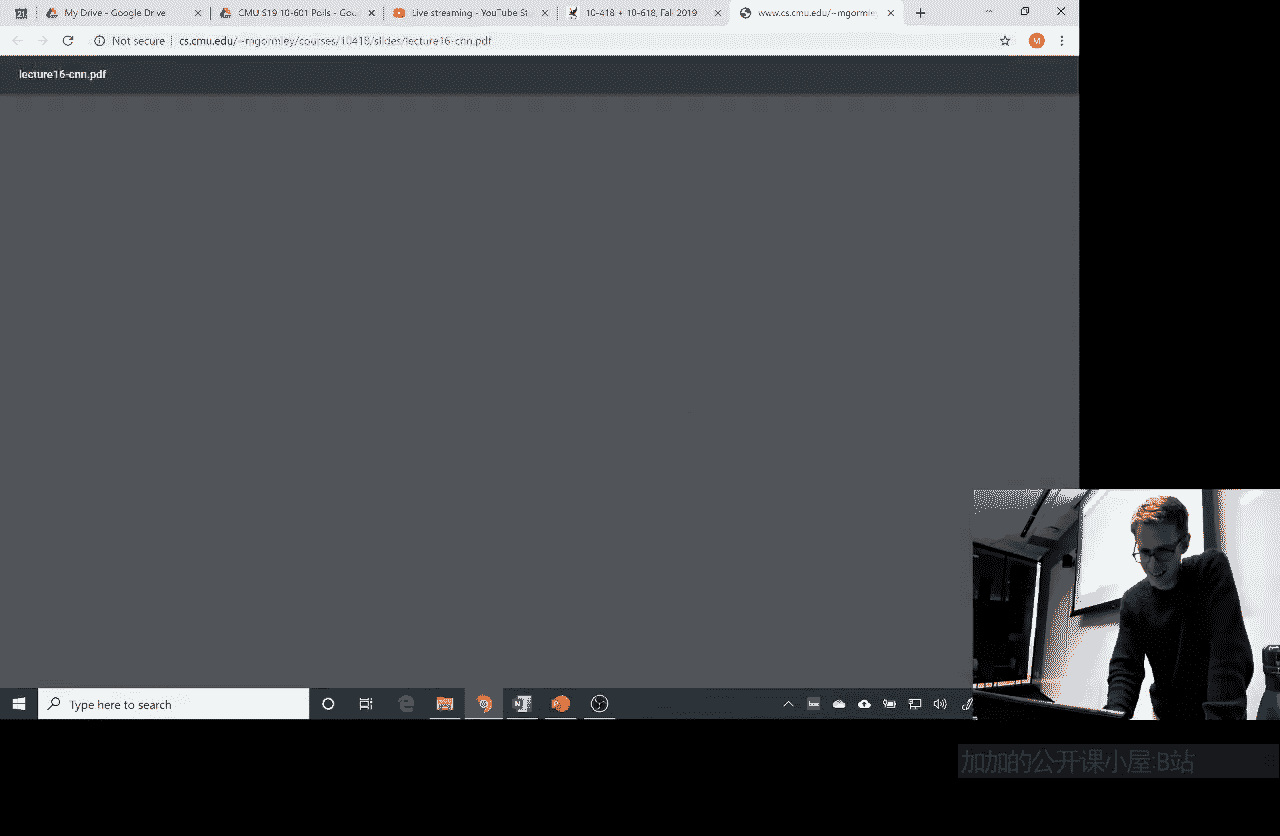 My Drive - Google Drive
CMU S19 10-601 Polls - Goo
Live streaming - YouTube St
10-418 + 10-618, Fall 2019
www.cs.cmu.edu/~mgormle
Not secure
cs.cmu.edu/~mgormley/courses/10418/slides/lecture16-cnn.pdf
M
lecture16-cnn.pdf
Type here to search
加加的公开课小屋:B站